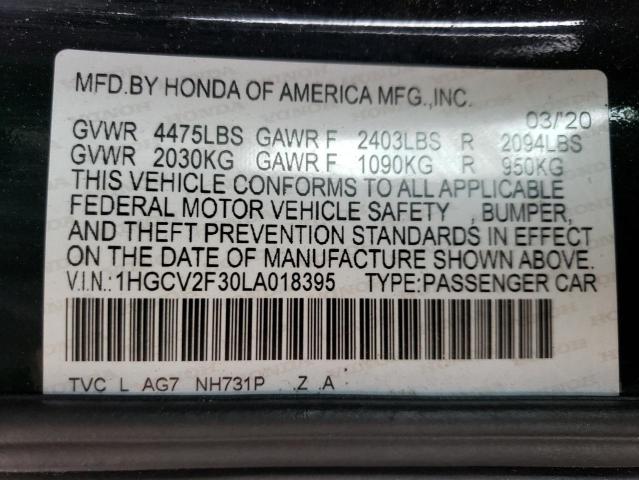 MFD.BY HONDA OF AMERICA MFG.,INC.
03/'20
GVWR 4475LBS GAWR F 2403LBS R 2094LBS
GVWR 2030KG GAWR F 1090KG R 950KG
THIS VEHICLE CONFORMS TO ALL APPLICABLE
FEDERAL MOTOR VEHICLE SAFETY , BUMPER,
AND THEFT PREVENTION STANDARDS IN EFFECT
ON THE DATE OF MANUFACTURE SHOWN ABOVE.
V.I.N.:1HGCV2F30LA018395 TYPE:PASSENGER CAR
TVC L AG7 NH731P .Z .A